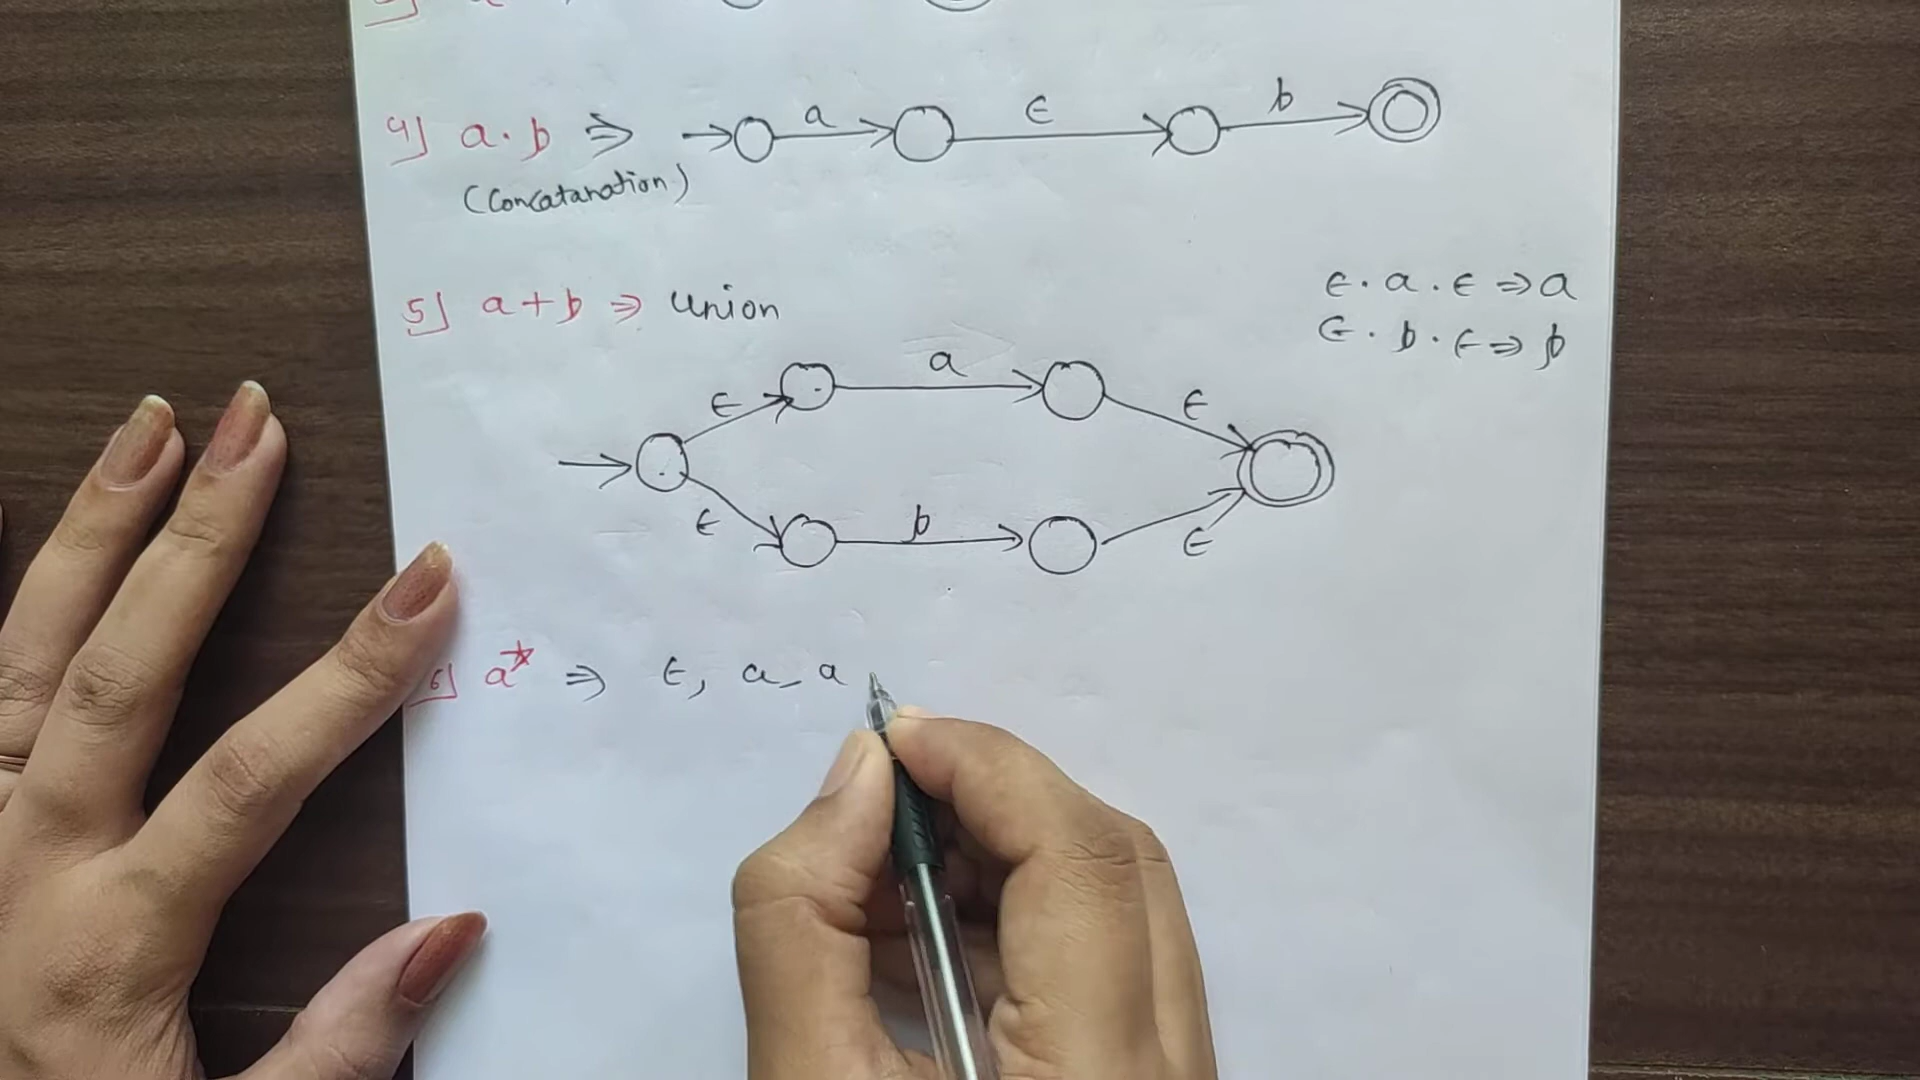 4] a.b ⇒ a ϵ b
(Concatanation)
ϵ.a.ϵ ⇒ a
5] a+b ⇒ Union
ϵ.b.ϵ ⇒ b
a
ϵ ϵ
ϵ b ϵ
6] a* ⇒ ϵ, a, a